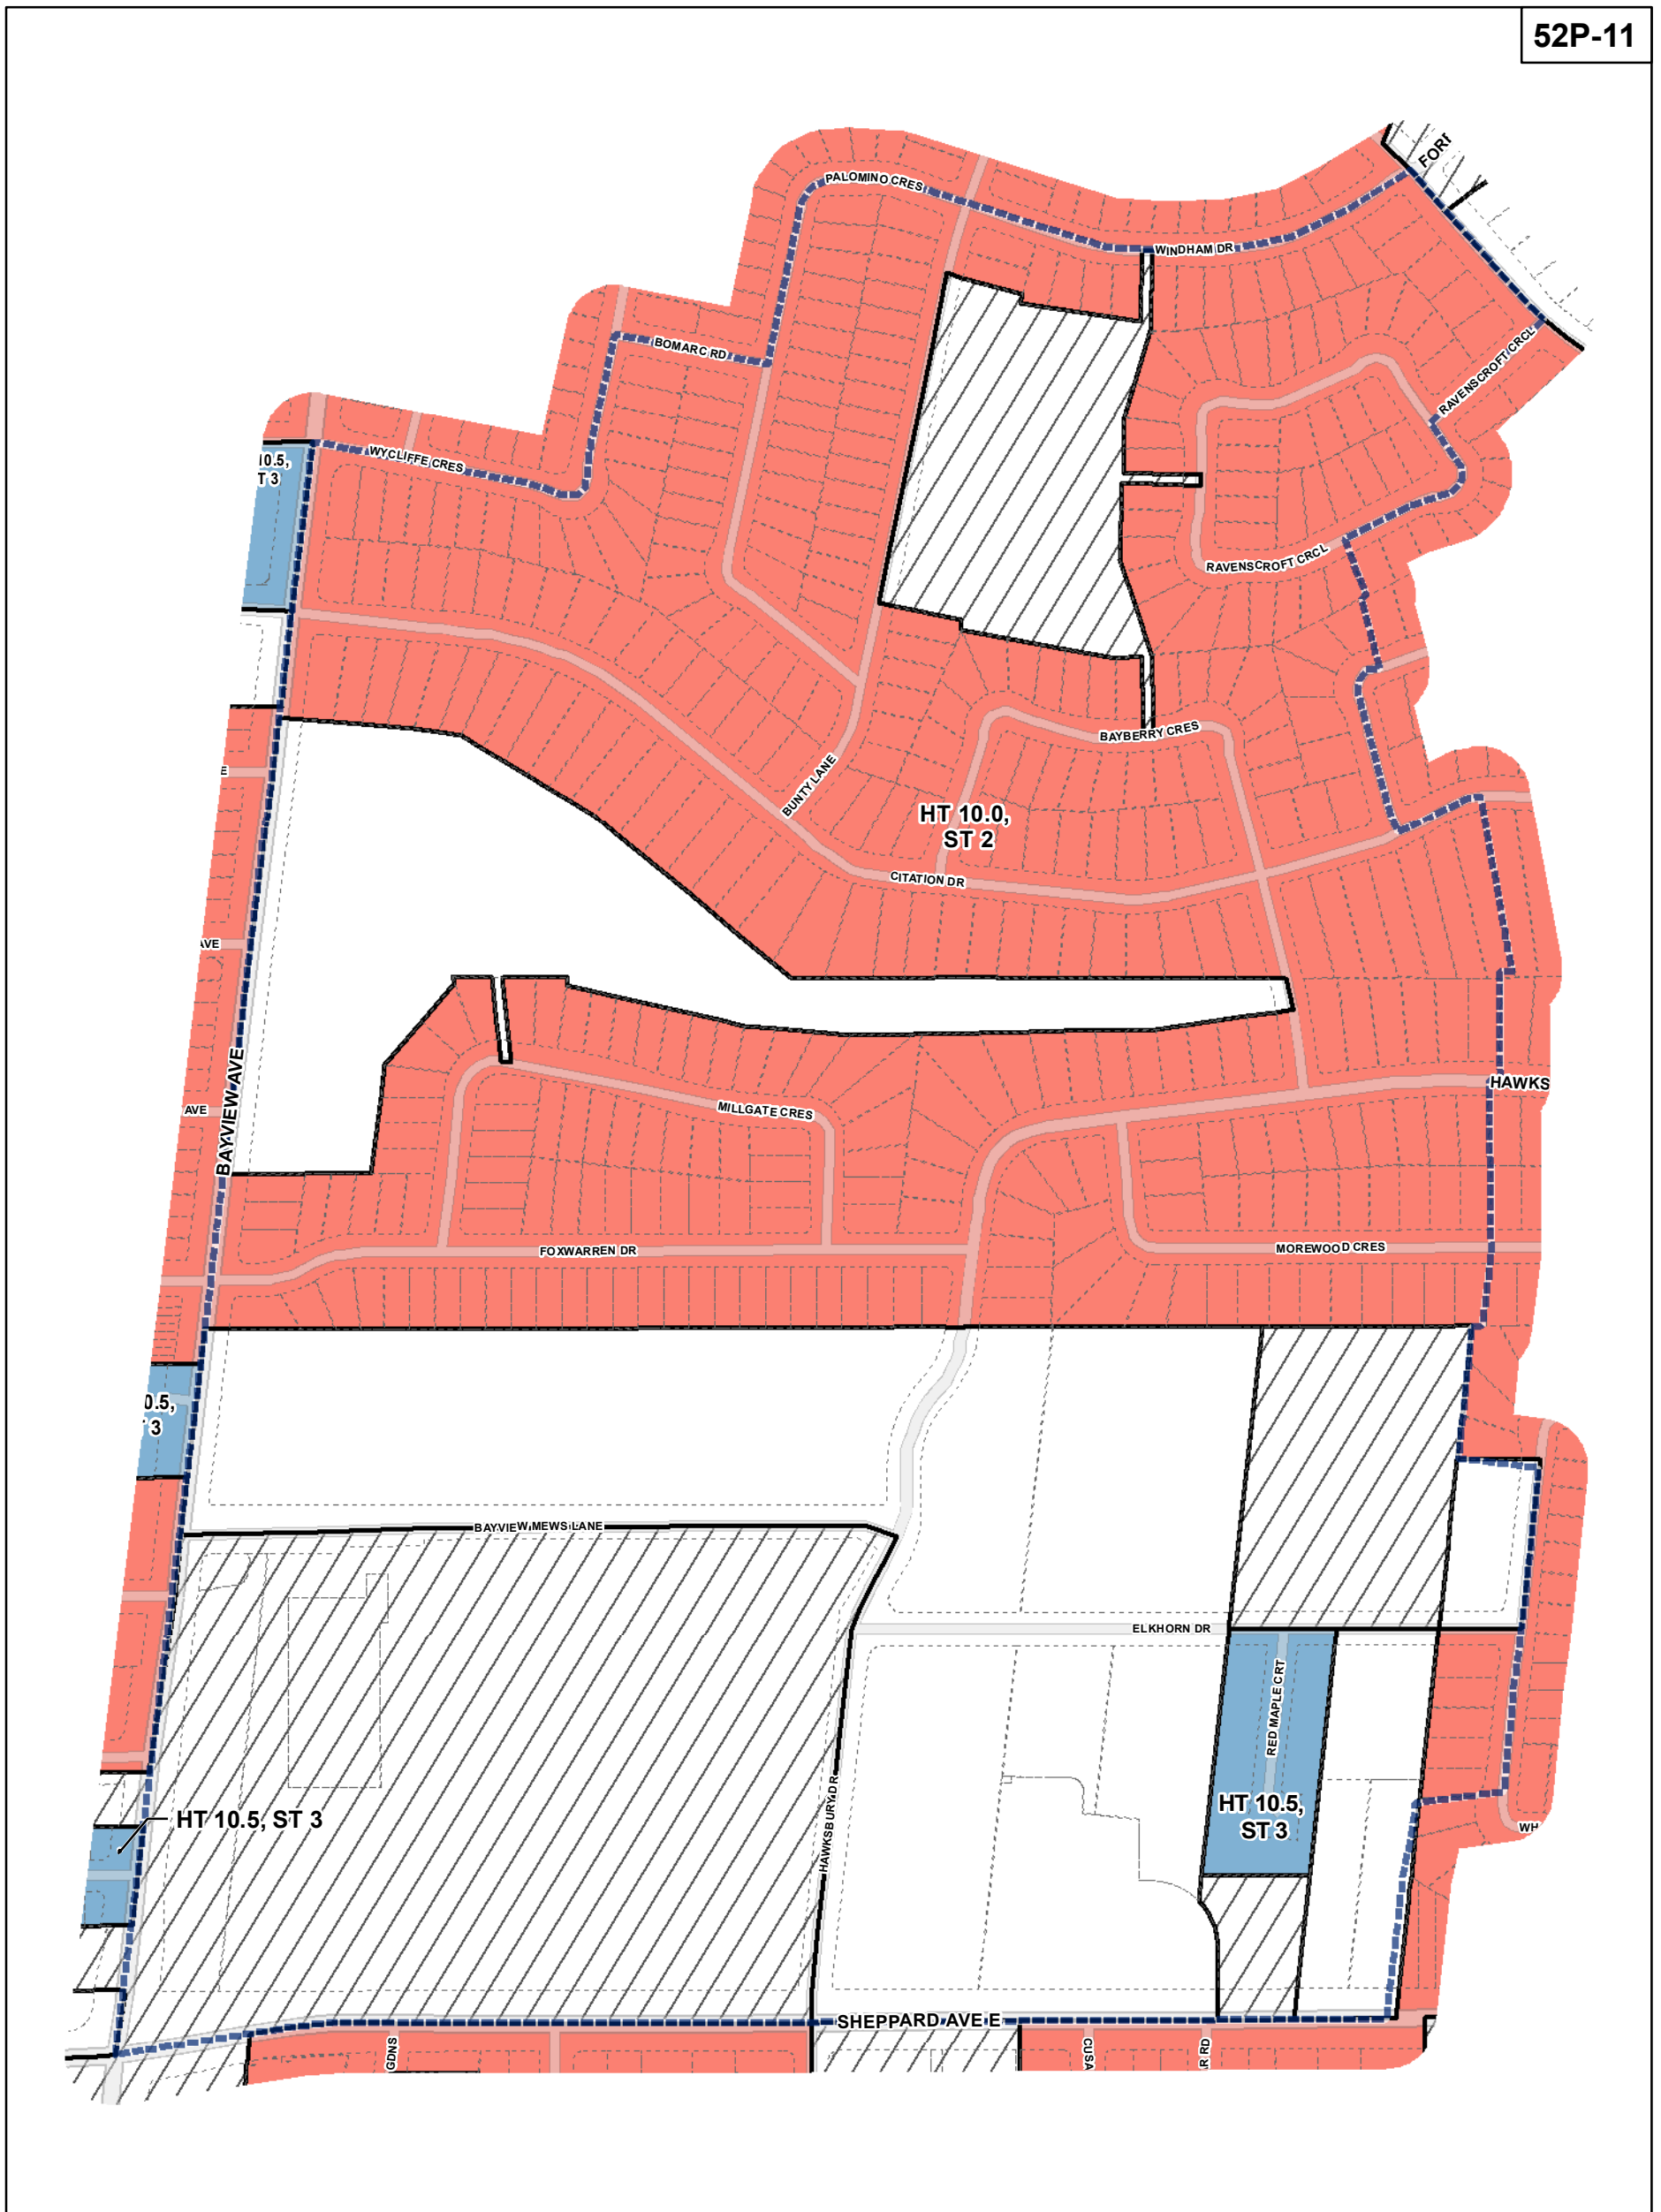 52P-11
FORI
PALOMINO CRES
WINDHAM DR
BOMARC RD
RAVENSCROFT CRCL
WYCLIFFE CRES
10.5,
T 3
RAVENSCROFT CRCL
BAYBERRY CRES
E
BUNTY LANE
HT 10.0,
ST 2
CITATION DR
AVE
HAWKS
AVE
BAYVIEW AVE
MILLGATE CRES
FOXWARREN DR
MOREWOOD CRES
0.5,
3
BAYVIEW MEWS LANE
ELKHORN DR
RED MAPLE CRT
HT 10.5,
ST 3
HT 10.5, ST 3
HAWKSBURY DR
WH
SHEPPARD AVE E
GDNS
CUSA
R RD